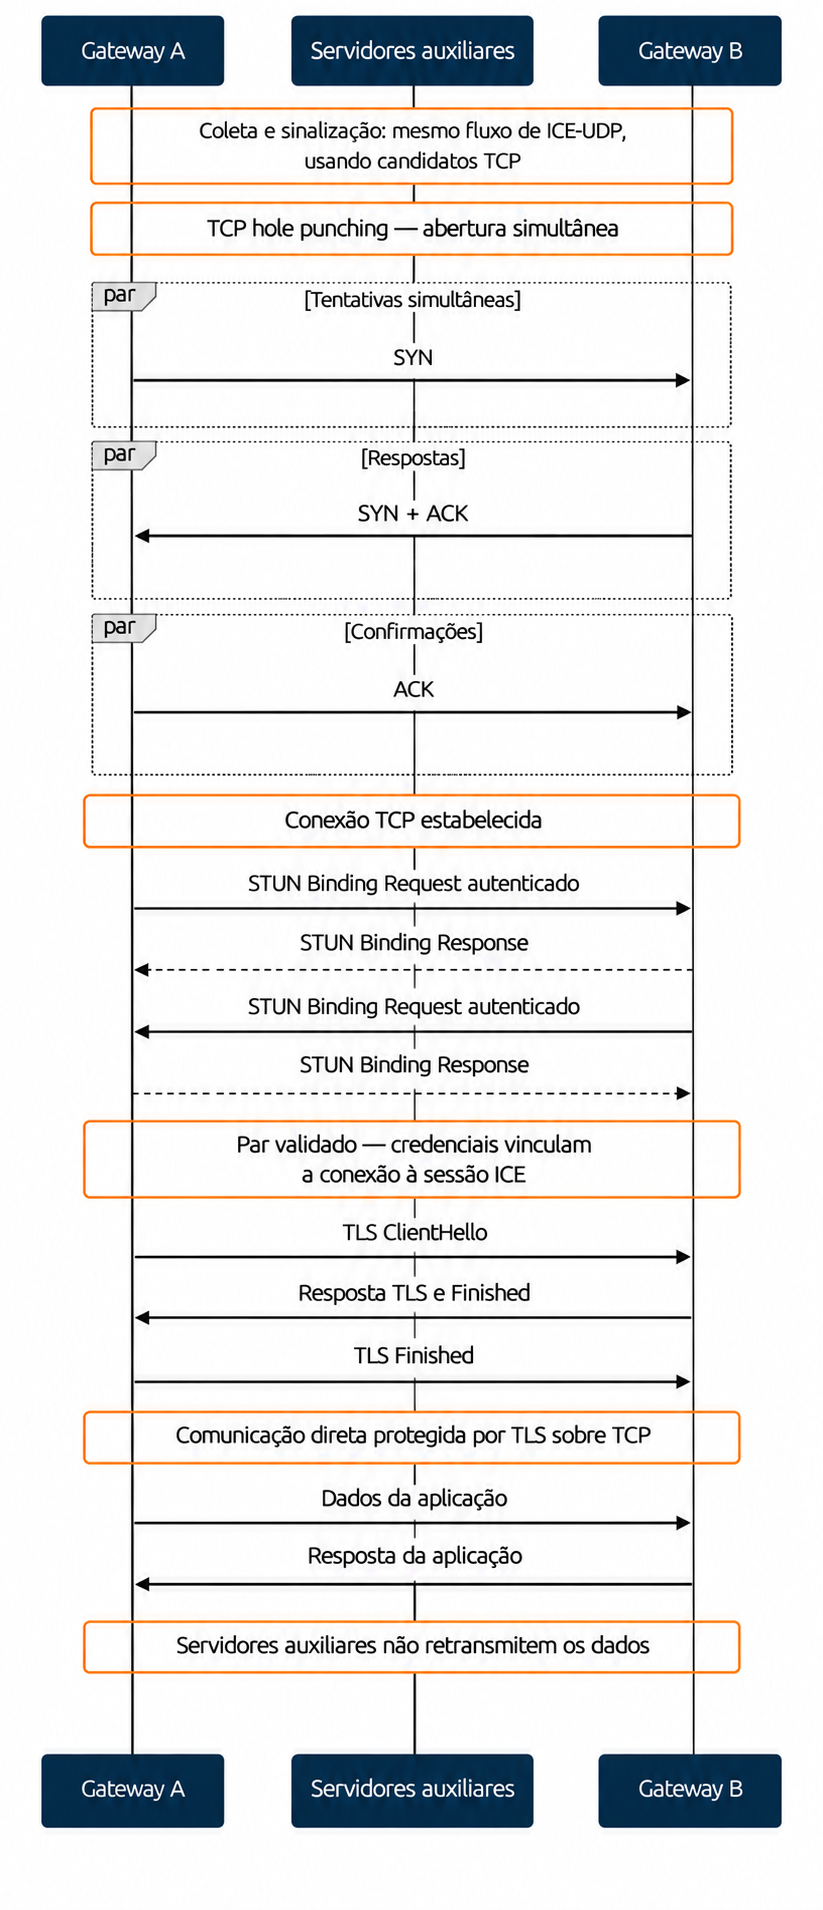 Gateway A
Servidores auxiliares
Gateway B
Coleta e sinalização: mesmo fluxo de ICE-UDP,
usando candidatos TCP
TCP hole punching — abertura simultânea
par
[Tentativas simultâneas]
SYN
par
[Respostas]
SYN + ACK
par
[Confirmações]
ACK
Conexão TCP estabelecida
STUN Binding Request autenticado
STUN Binding Response
STUN Binding Request autenticado
STUN Binding Response
Par validado — credenciais vinculam
a conexão à sessão ICE
TLS ClientHello
Resposta TLS e Finished
TLS Finished
Comunicação direta protegida por TLS sobre TCP
Dados da aplicação
Resposta da aplicação
Servidores auxiliares não retransmitem os dados
Gateway A
Servidores auxiliares
Gateway B